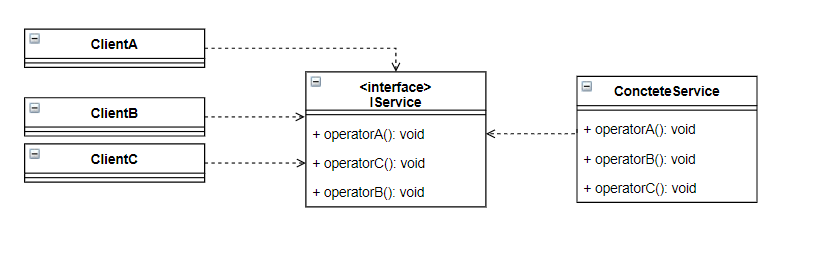 ClientA
ClientB
ClientC
<interface>
IService
+ operatorA(): void
+ operatorC(): void
+ operatorB(): void
ConcteteService
+ operatorA(): void
+ operatorB(): void
+ operatorC(): void